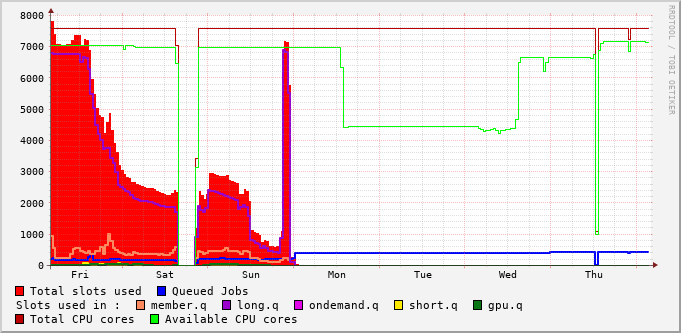 8000
7000
6000
5000
4000
3000
2000
1000
0
Fri Sat Sun Mon Tue Wed Thu
RRDTOOL / TOBI OETIKER
Total slots used Queued Jobs
Slots used in : member.q long.q ondemand.q short.q gpu.q
Total CPU cores Available CPU cores